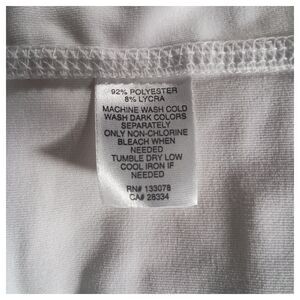 92% POLYESTER
8% LYCRA
MACHINE WASH COLD
WASH DARK COLORS
SEPARATELY
ONLY NON-CHLORINE
BLEACH WHEN
NEEDED
TUMBLE DRY LOW
COOL IRON IF
NEEDED
RN# 133078
CA# 28334